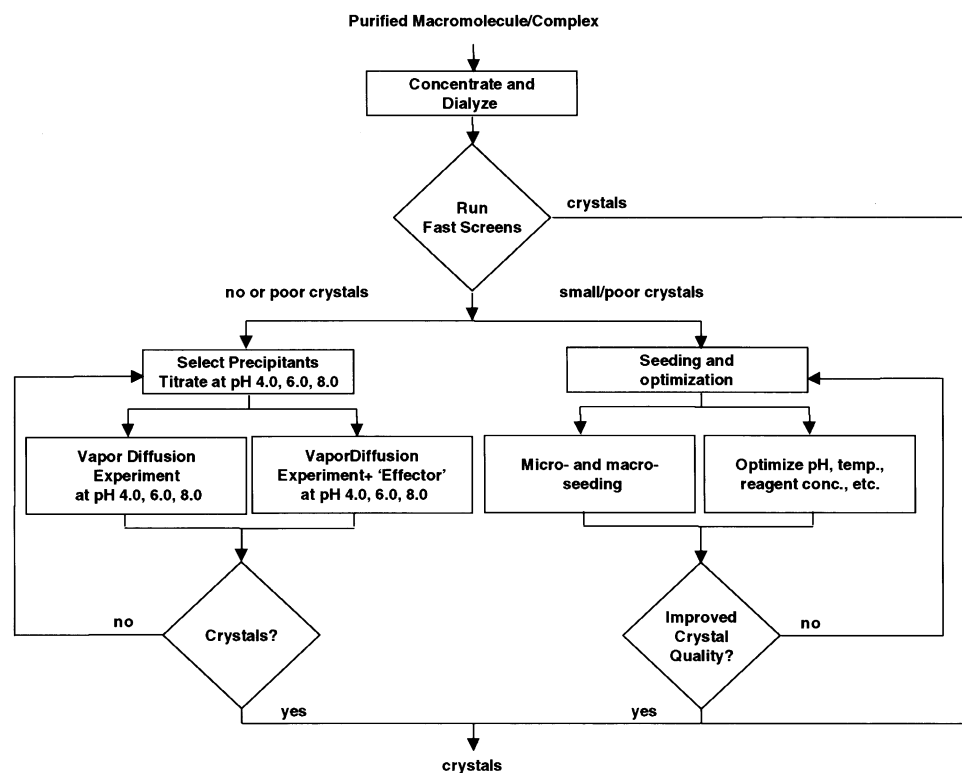 Purified Macromolecule/Complex
Concentrate and
Dialyze
Run
Fast Screens
crystals
no or poor crystals
small/poor crystals
Select Precipitants
Titrate at pH 4.0, 6.0, 8.0
Seeding and
optimization
Vapor Diffusion
Experiment
at pH 4.0, 6.0, 8.0
VaporDiffusion
Experiment+ ‘Effector’
at pH 4.0, 6.0, 8.0
Micro- and macro-
seeding
Optimize pH, temp.,
reagent conc., etc.
no
Crystals?
Improved
Crystal
Quality?
no
yes
yes
crystals